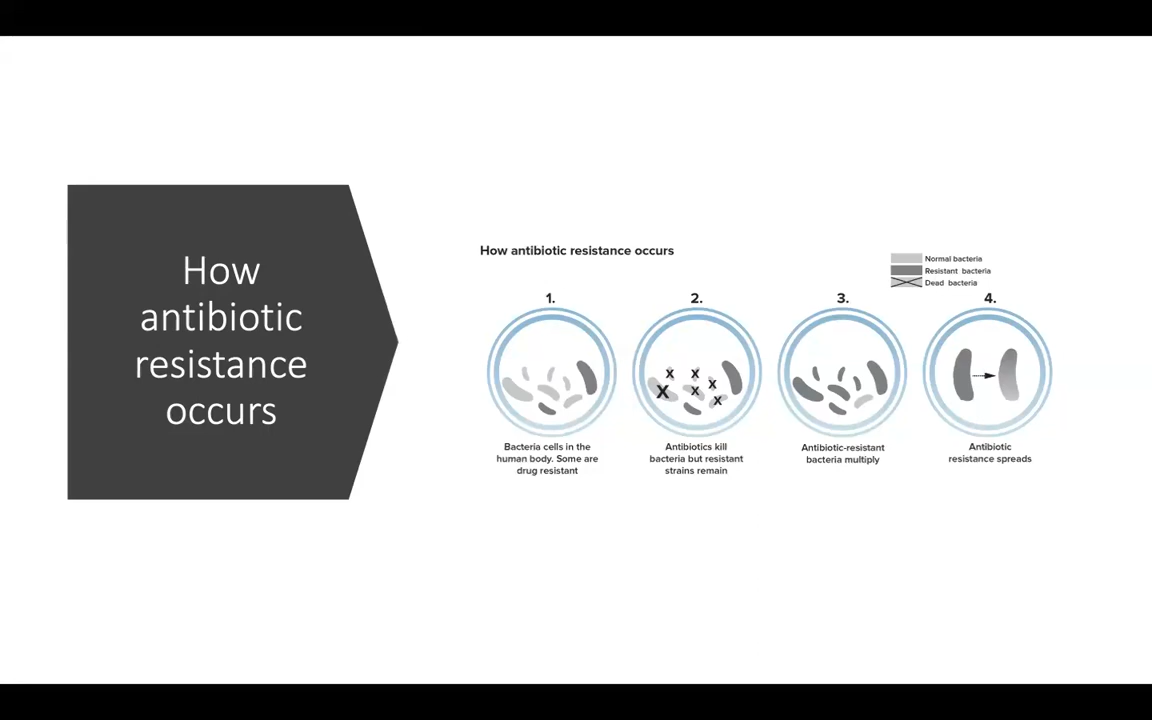 How
antibiotic
resistance
occurs
How antibiotic resistance occurs
Normal bacteria
Resistant bacteria
Dead bacteria
1.
2.
3.
4.
X X X X X X
Bacteria cells in the
human body. Some are
drug resistant
Antibiotics kill
bacteria but resistant
strains remain
Antibiotic-resistant
bacteria multiply
Antibiotic
resistance spreads